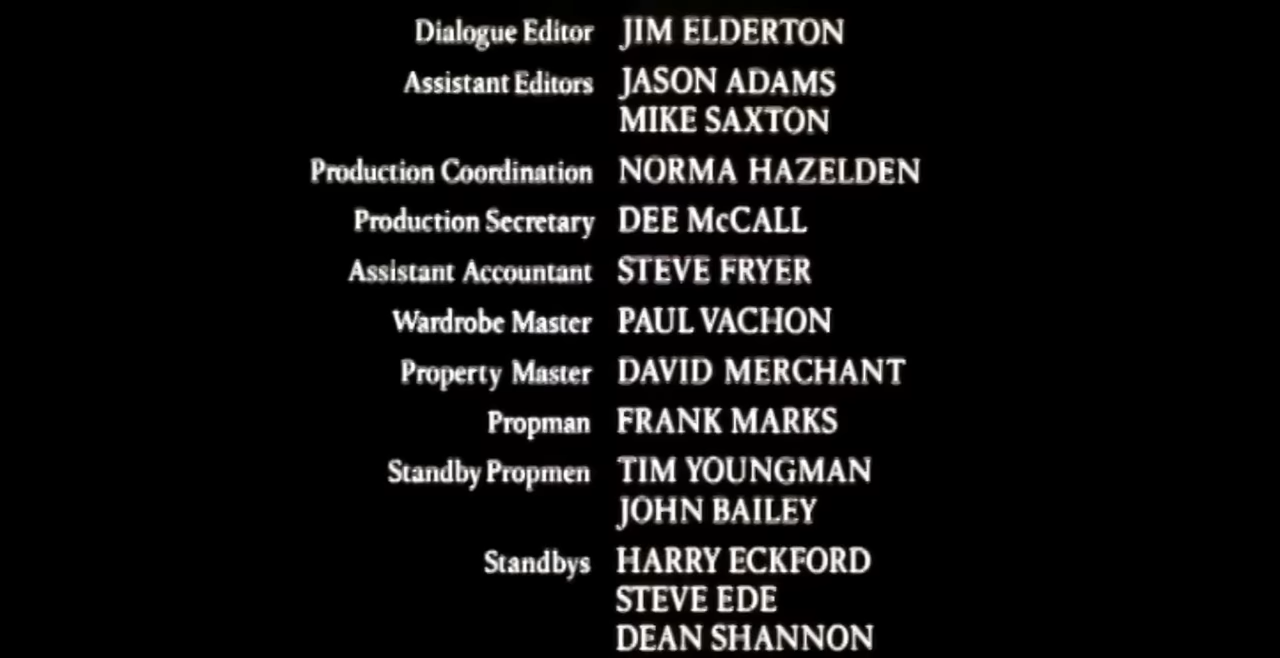 Dialogue Editor JIM ELDERTON
Assistant Editors JASON ADAMS
MIKE SAXTON
Production Coordination NORMA HAZELDEN
Production Secretary DEE McCALL
Assistant Accountant STEVE FRYER
Wardrobe Master PAUL VACHON
Property Master DAVID MERCHANT
Propman FRANK MARKS
Standby Propmen TIM YOUNGMAN
JOHN BAILEY
Standbys HARRY ECKFORD
STEVE EDE
DEAN SHANNON